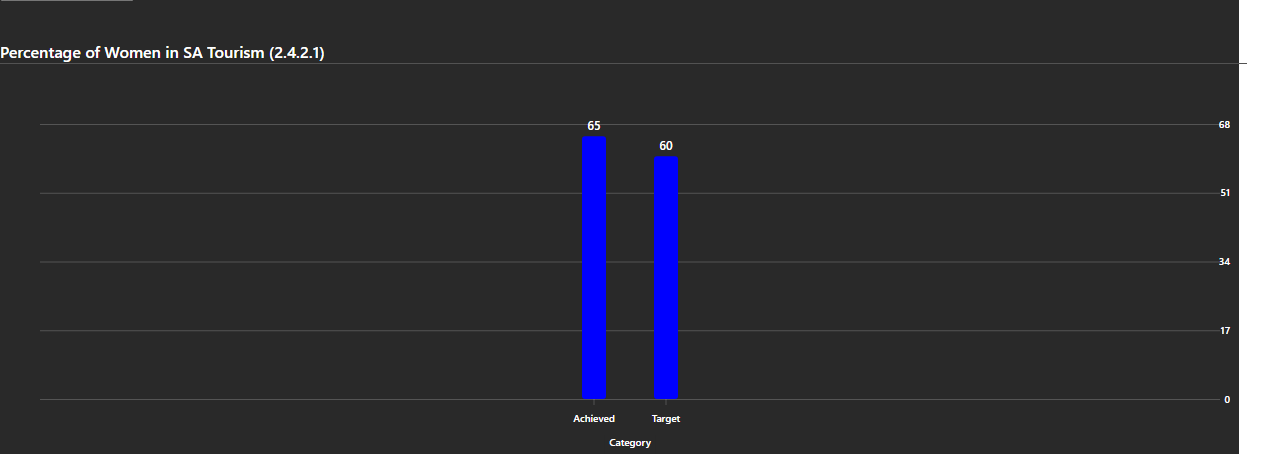 Percentage of Women in SA Tourism (2.4.2.1)
68
65
60
51
34
17
0
Achieved Target
Category